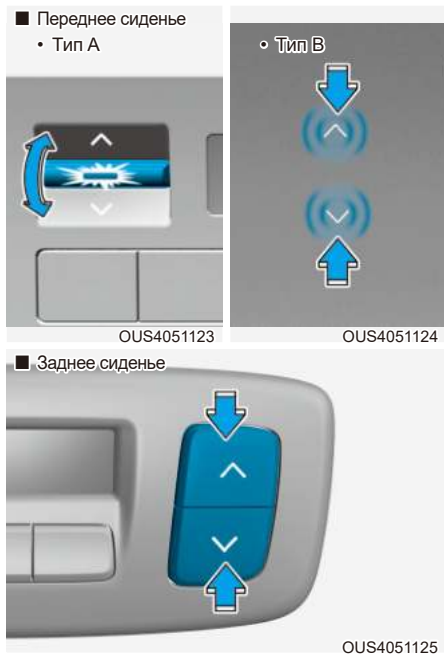 ■ Переднее сиденье
• Тип А
• Тип В
OUS4051123
OUS4051124
■ Заднее сиденье
OUS4051125